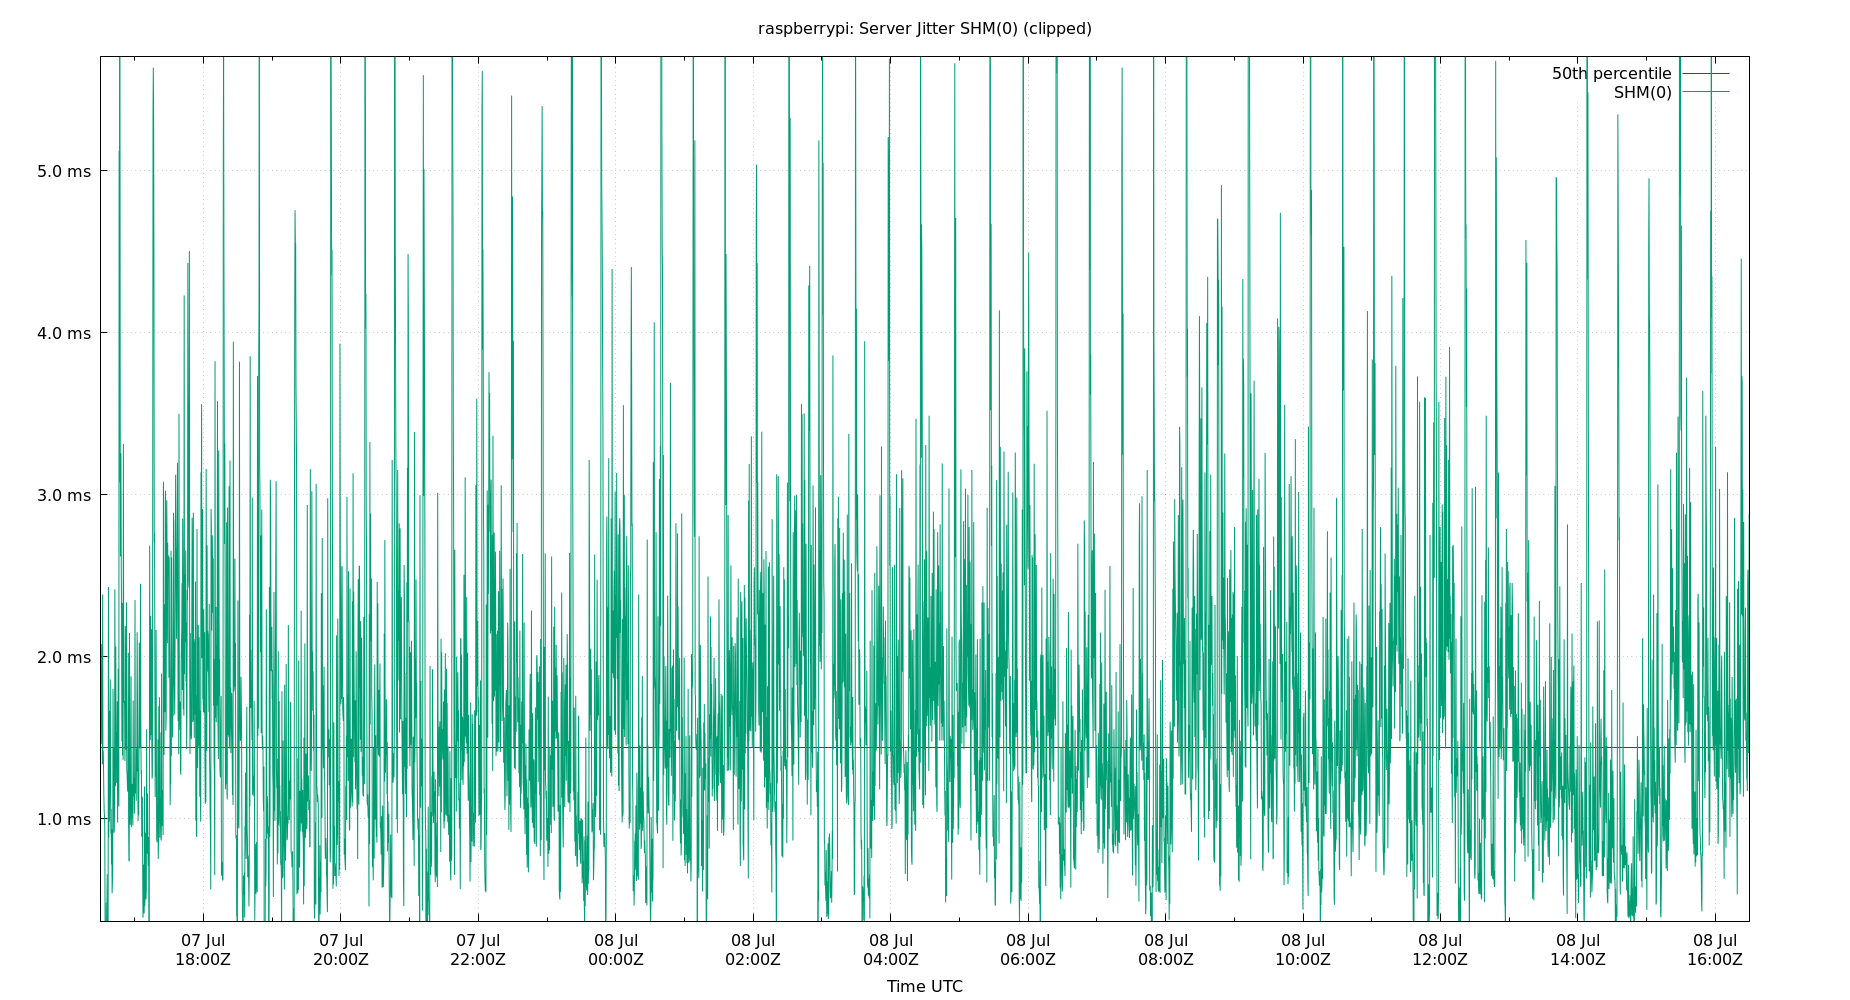 raspberrypi: Server Jitter SHM(0) (clipped)
50th percentile
SHM(0)
5.0 ms
4.0 ms
3.0 ms
2.0 ms
1.0 ms
07 Jul 07 Jul 07 Jul 08 Jul 08 Jul 08 Jul 08 Jul 08 Jul 08 Jul 08 Jul 08 Jul 08 Jul
18:00Z 20:00Z 22:00Z 00:00Z 02:00Z 04:00Z 06:00Z 08:00Z 10:00Z 12:00Z 14:00Z 16:00Z
Time UTC